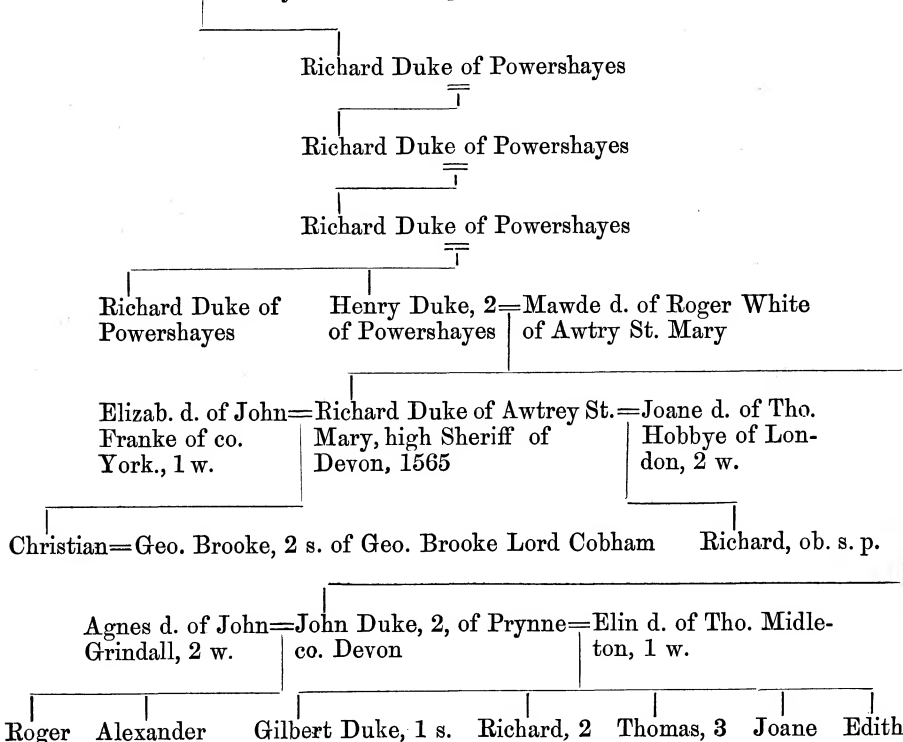 Richard Duke of Powershayes
Richard Duke of Powershayes
Richard Duke of Powershayes
Richard Duke of
Powershayes
Henry Duke, 2=Mawde d. of Roger White
of Powershayes
of Awtry St. Mary
Elizab. d. of John=Richard Duke of Awtrey St.=Joane d. of Tho.
Franke of co.
York., 1 w.
Mary, high Sheriff of
Devon, 1565
Hobbye of Lon-
don, 2 w.
Christian=Geo. Brooke, 2 s. of Geo. Brooke Lord Cobham
Richard, ob. s. p.
Agnes d. of John=John Duke, 2, of Prynne=Elin d. of Tho. Midle-
Grindall, 2 w.
co. Devon
ton, 1 w.
Roger
Alexander
Gilbert Duke, 1 s.
Richard, 2
Thomas, 3
Joane
Edith